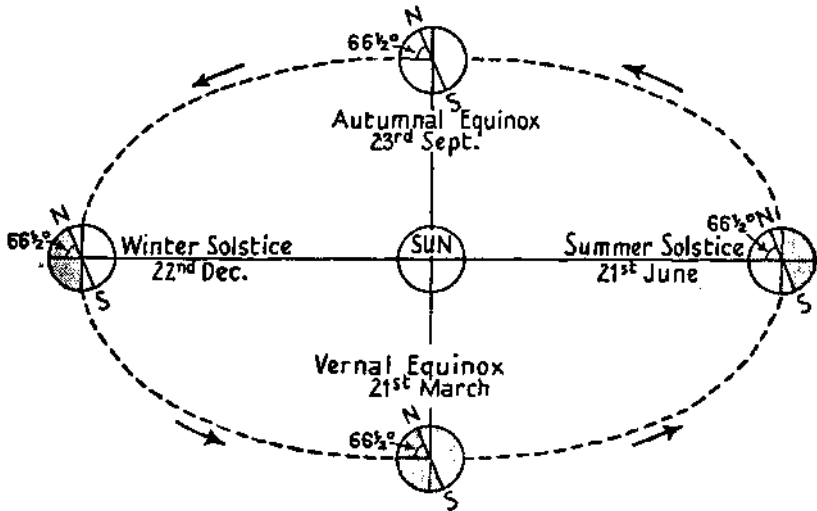 N
66½°
S
Autumnal Equinox
23rd Sept.
N
66½°
S
Winter Solstice
22nd Dec.
SUN
Summer Solstice
21st June
66½°
N
S
Vernal Equinox
21st March
N
66½°
S